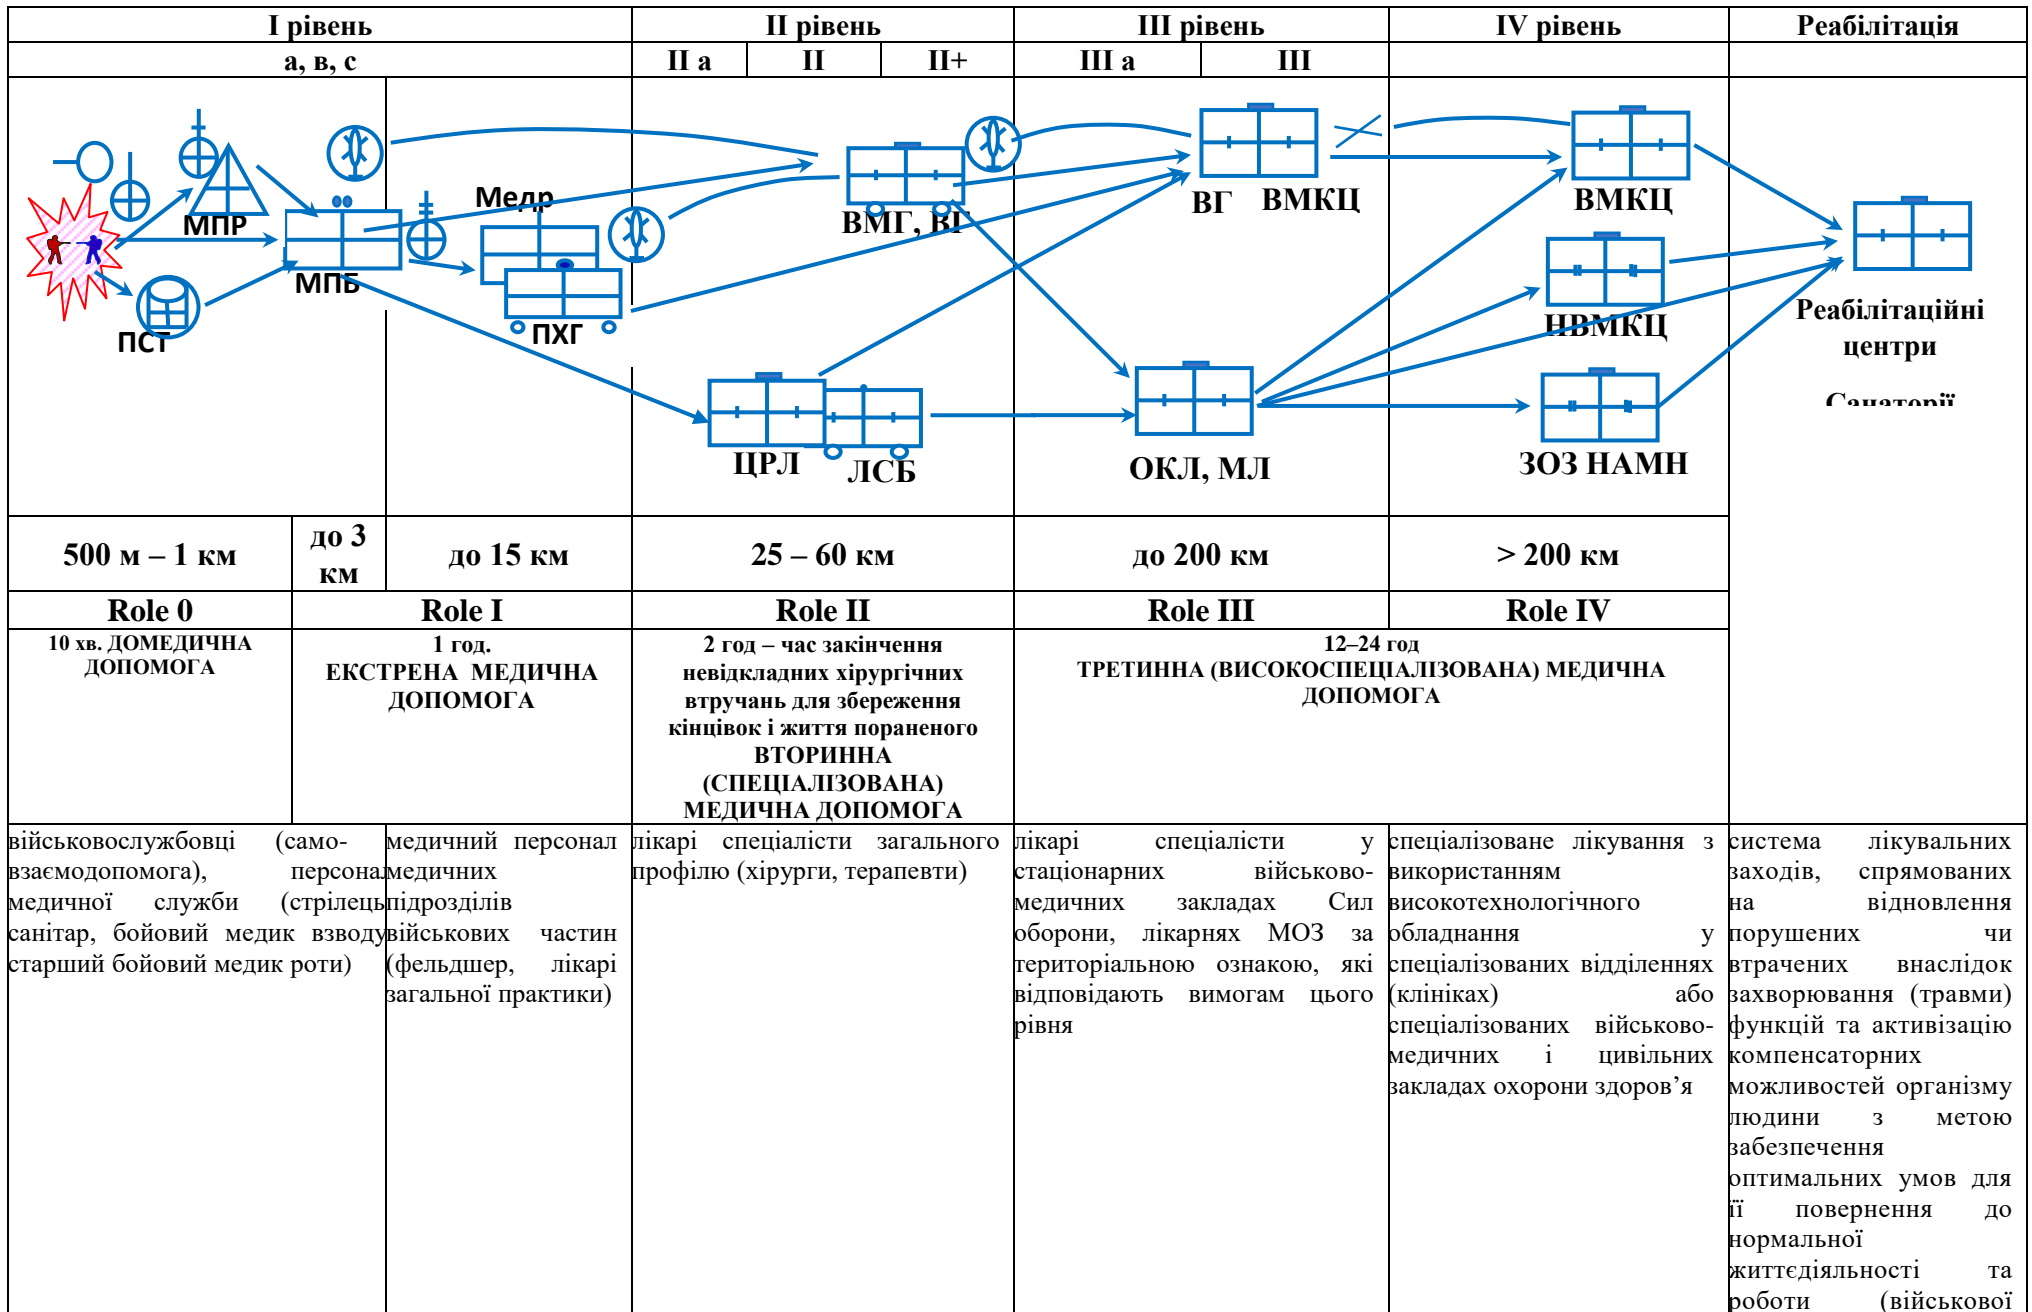 I рівень
II рівень
III рівень
IV рівень
Реабілітація
а, в, с
II а
II
II+
III а
III
МПР
МПБ
ПСТ
Медр
ПХГ
ВМГ, ВГ
ЦРЛ
ЛСБ
ВГ
ВМКЦ
ОКЛ, МЛ
ВМКЦ
НВМКЦ
ЗОЗ НАМН
Реабілітаційні
центри
Санаторії
500 м – 1 км
до 3
км
до 15 км
25 – 60 км
до 200 км
> 200 км
Role 0
Role I
Role II
Role III
Role IV
10 хв. ДОМЕДИЧНА
ДОПОМОГА
1 год.
ЕКСТРЕНА МЕДИЧНА
ДОПОМОГА
2 год – час закінчення
невідкладних хірургічних
втручань для збереження
кінцівок і життя пораненого
ВТОРИННА
(СПЕЦІАЛІЗОВАНА)
МЕДИЧНА ДОПОМОГА
12–24 год
ТРЕТИННА (ВИСОКОСПЕЦІАЛІЗОВАНА) МЕДИЧНА
ДОПОМОГА
військовослужбовці (само-
взаємодопомога), персонал
медичної служби (стрілець
санітар, бойовий медик взводу
старший бойовий медик роти)
медичний персонал
медичних
підрозділів
військових частин
(фельдшер, лікарі
загальної практики)
лікарі спеціалісти загального
профілю (хірурги, терапевти)
лікарі спеціалісти у
стаціонарних військово-
медичних закладах Сил
оборони, лікарнях МОЗ за
територіальною ознакою, які
відповідають вимогам цього
рівня
спеціалізоване лікування з
використанням
високотехнологічного
обладнання у
спеціалізованих відділеннях
(клініках) або
спеціалізованих військово-
медичних і цивільних
закладах охорони здоров’я
система лікувальних
заходів, спрямованих
на відновлення
порушених чи
втрачених внаслідок
захворювання (травми)
функцій та активізацію
компенсаторних
можливостей організму
людини з метою
забезпечення
оптимальних умов для
її повернення до
нормальної
життєдіяльності та
роботи (військової